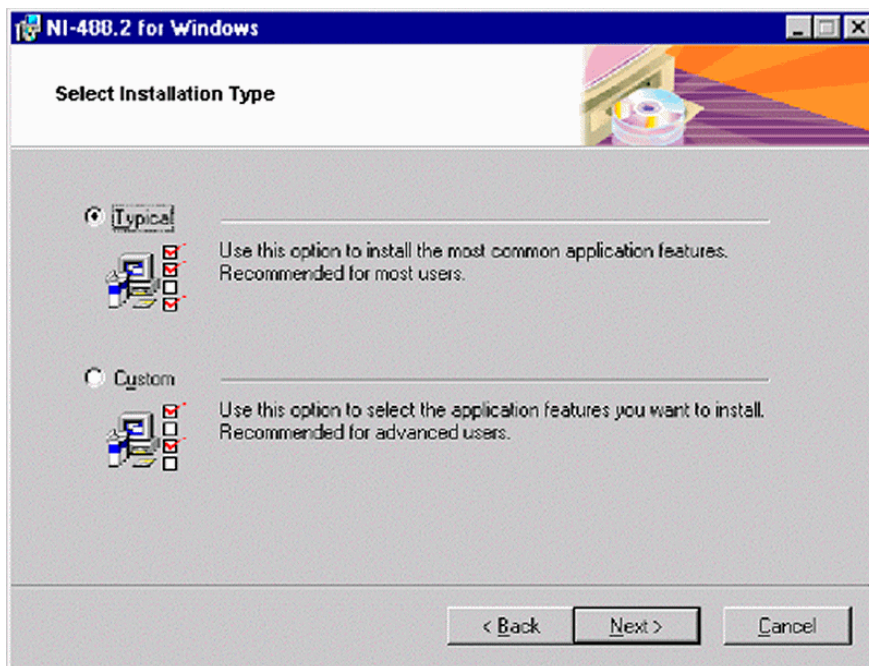 NI-488.2 for Windows
Select Installation Type
Typical
Use this option to install the most common application features.
Recommended for most users.
Custom
Use this option to select the application features you want to install.
Recommended for advanced users.
< Back Next > Cancel